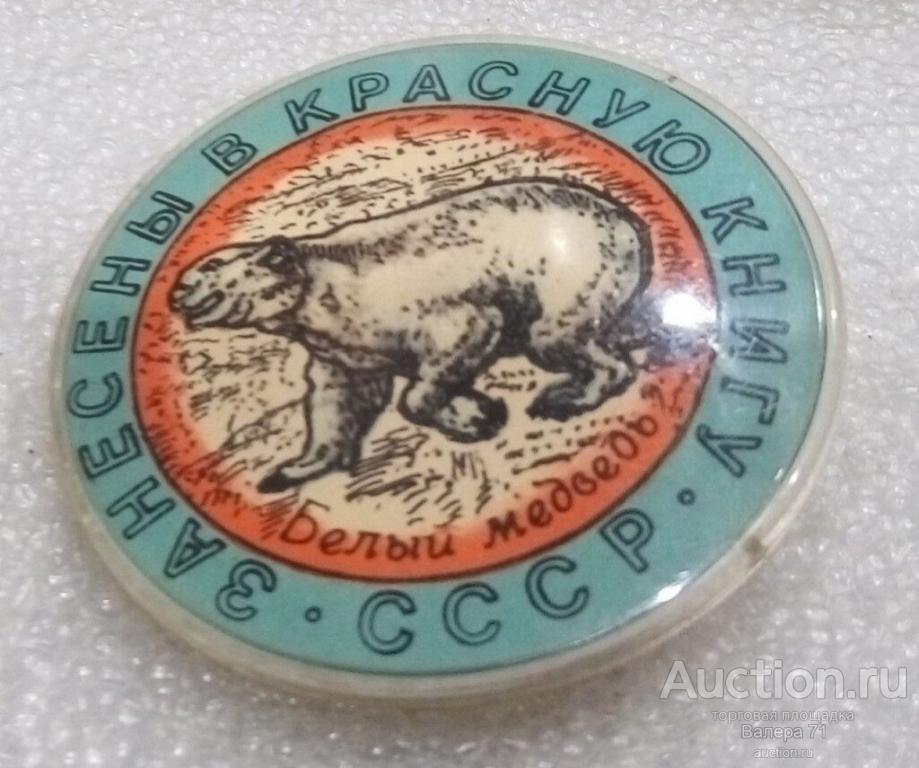 ЗАНЕСЕНЫ В КРАСНУЮ КНИГУ · СССР ·
Белый медведь
Auction.ru
торговая площадка
Валера 71
auction.ru